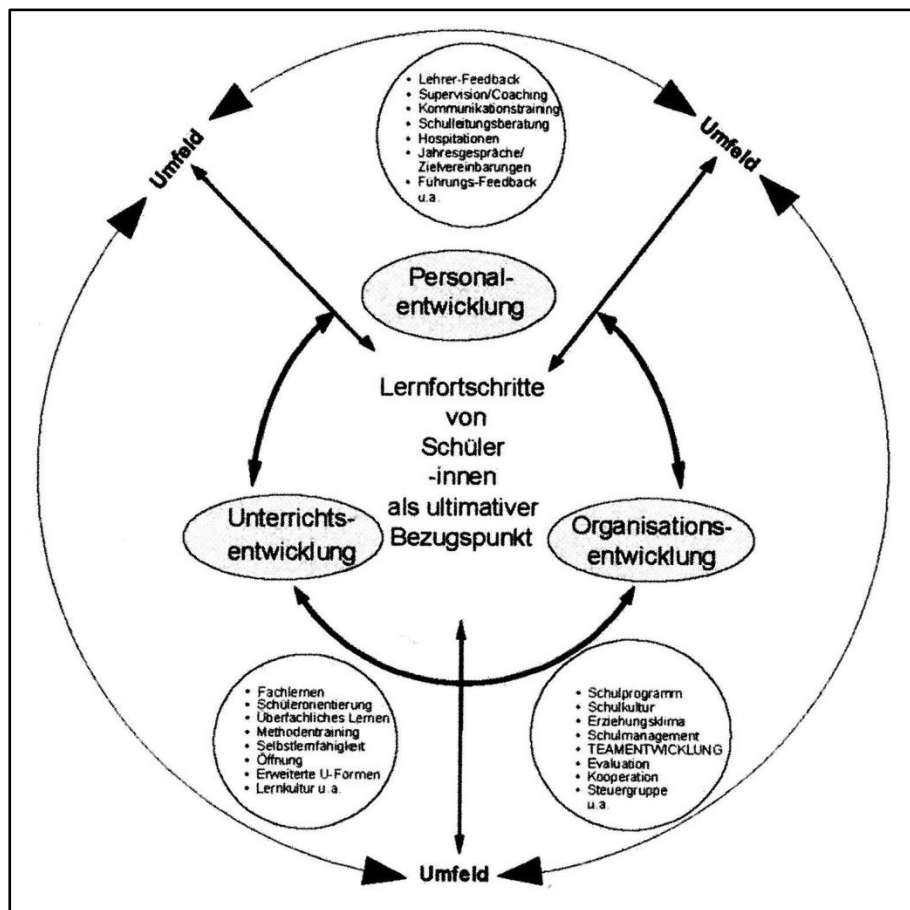 • Lehrer-Feedback
• Supervision/Coaching
• Kommunikationstraining
• Schulleitungsberatung
• Hospitationen
• Jahresgespräche/
Zielvereinbarungen
• Führungs-Feedback
u.a.
Umfeld
Umfeld
Personal-
entwicklung
Lernfortschritte
von
Schüler
-innen
als ultimativer
Bezugspunkt
Unterrichts-
entwicklung
Organisations-
entwicklung
• Fachlernen
• Schülerorientierung
• Überfachliches Lernen
• Methodentraining
• Selbstlernfähigkeit
• Öffnung
• Erweiterte U-Formen
• Lernkultur u.a.
• Schulprogramm
• Schulkultur
• Erziehungsklima
• Schulmanagement
• TEAMENTWICKLUNG
• Evaluation
• Kooperation
• Steuergruppe
u.a.
Umfeld